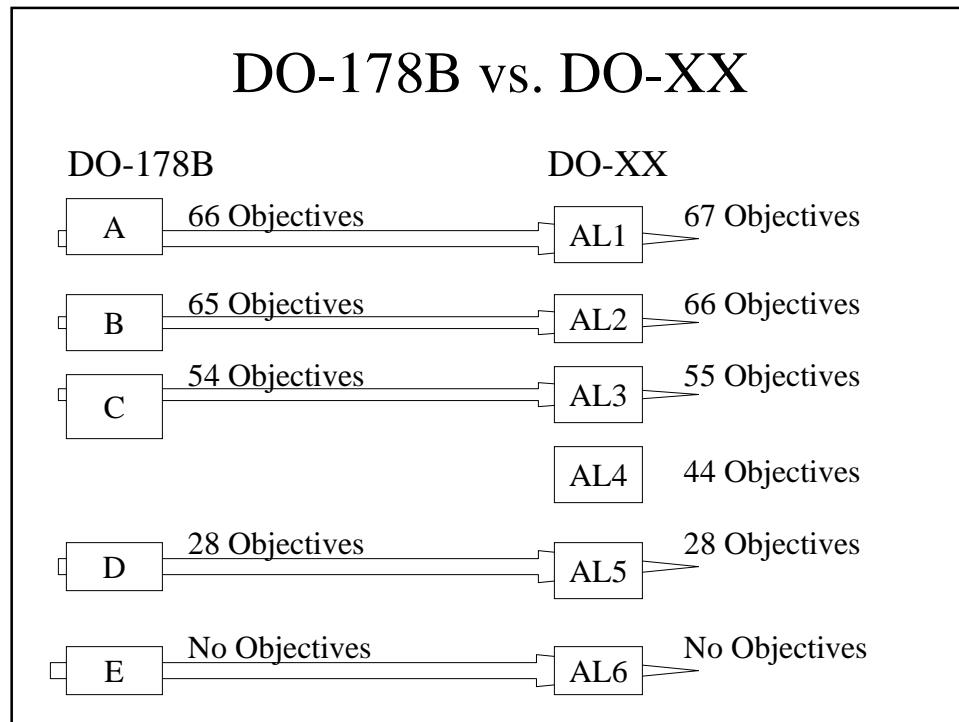 DO-178B vs. DO-XX
DO-178B DO-XX
A 66 Objectives AL1 67 Objectives
B 65 Objectives AL2 66 Objectives
C 54 Objectives AL3 55 Objectives
AL4 44 Objectives
D 28 Objectives AL5 28 Objectives
E No Objectives AL6 No Objectives